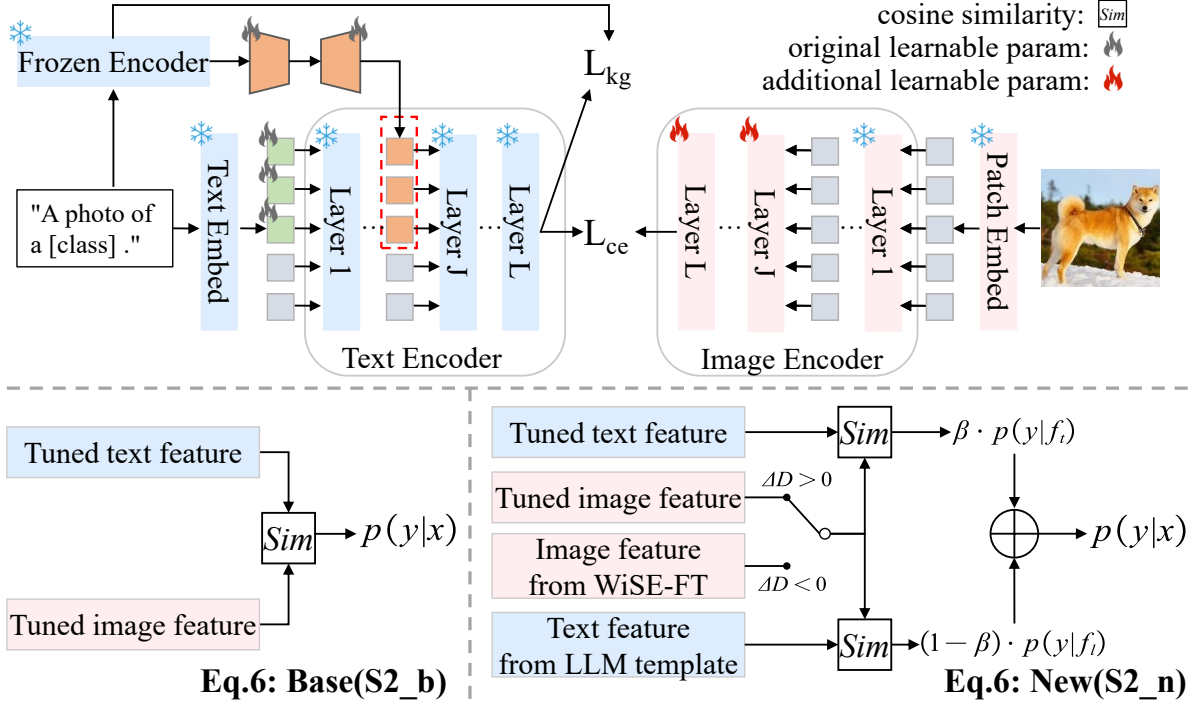 cosine similarity: Sim
original learnable param:
additional learnable param:
Frozen Encoder
L_kg
"A photo of
a [class] ."
Text Embed
Layer 1
...
Layer J
...
Layer L
Text Encoder
L_ce
Layer L
Layer J
...
Layer 1
Patch Embed
Image Encoder
Tuned text feature
Sim
p(y|x)
Tuned image feature
Eq.6: Base(S2_b)
Tuned text feature
Sim
β · p(y|f_t)
Tuned image feature
ΔD > 0
Image feature
from WiSE-FT
ΔD < 0
p(y|x)
Text feature
from LLM template
Sim
(1 − β) · p(y|f_l)
Eq.6: New(S2_n)